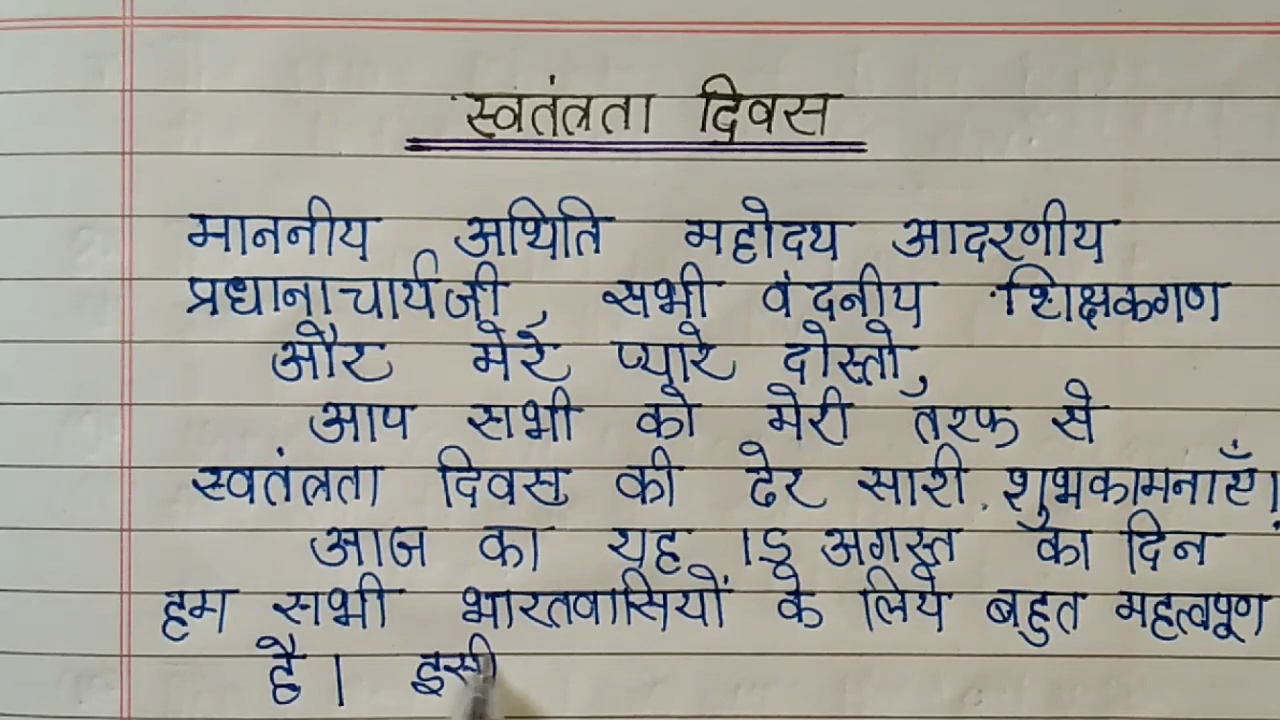 स्वतंत्रता दिवस
माननीय अथिति महोदय आदरणीय
प्रधानाचार्यजी, सभी वंदनीय शिक्षकगण
और मेरे प्यारे दोस्तो,
आप सभी को मेरी तरफ से
स्वतंत्रता दिवस की ढेर सारी शुभकामनाएँ।
आज का यह 15 अगस्त का दिन
हम सभी भारतवासियों के लिये बहुत महत्वपूण
है। इसी